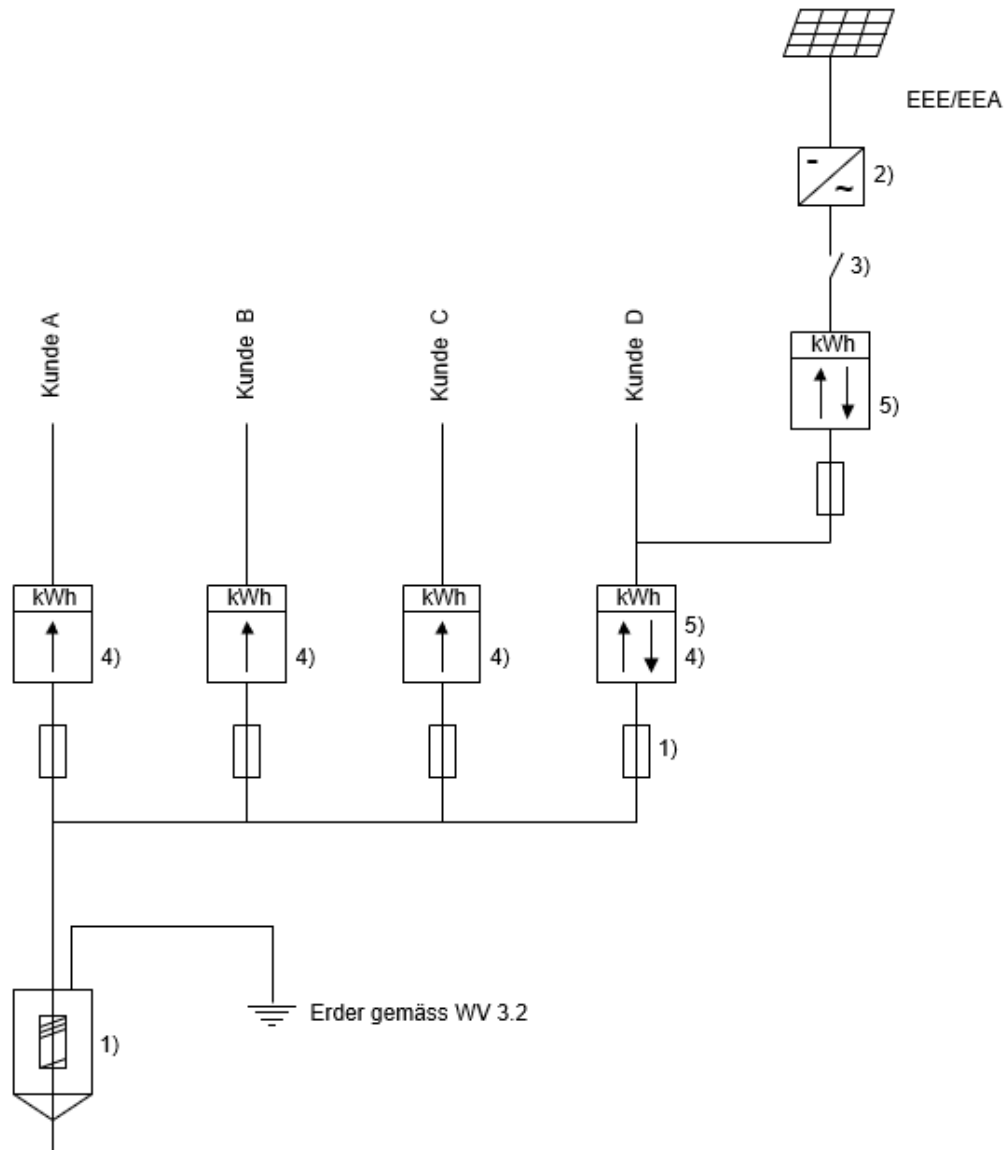 EEE/EEA
-
~
2)
3)
kWh
5)
Kunde A
Kunde B
Kunde C
Kunde D
kWh
4)
kWh
4)
kWh
4)
kWh
5)
4)
1)
Erder gemäss WV 3.2
1)